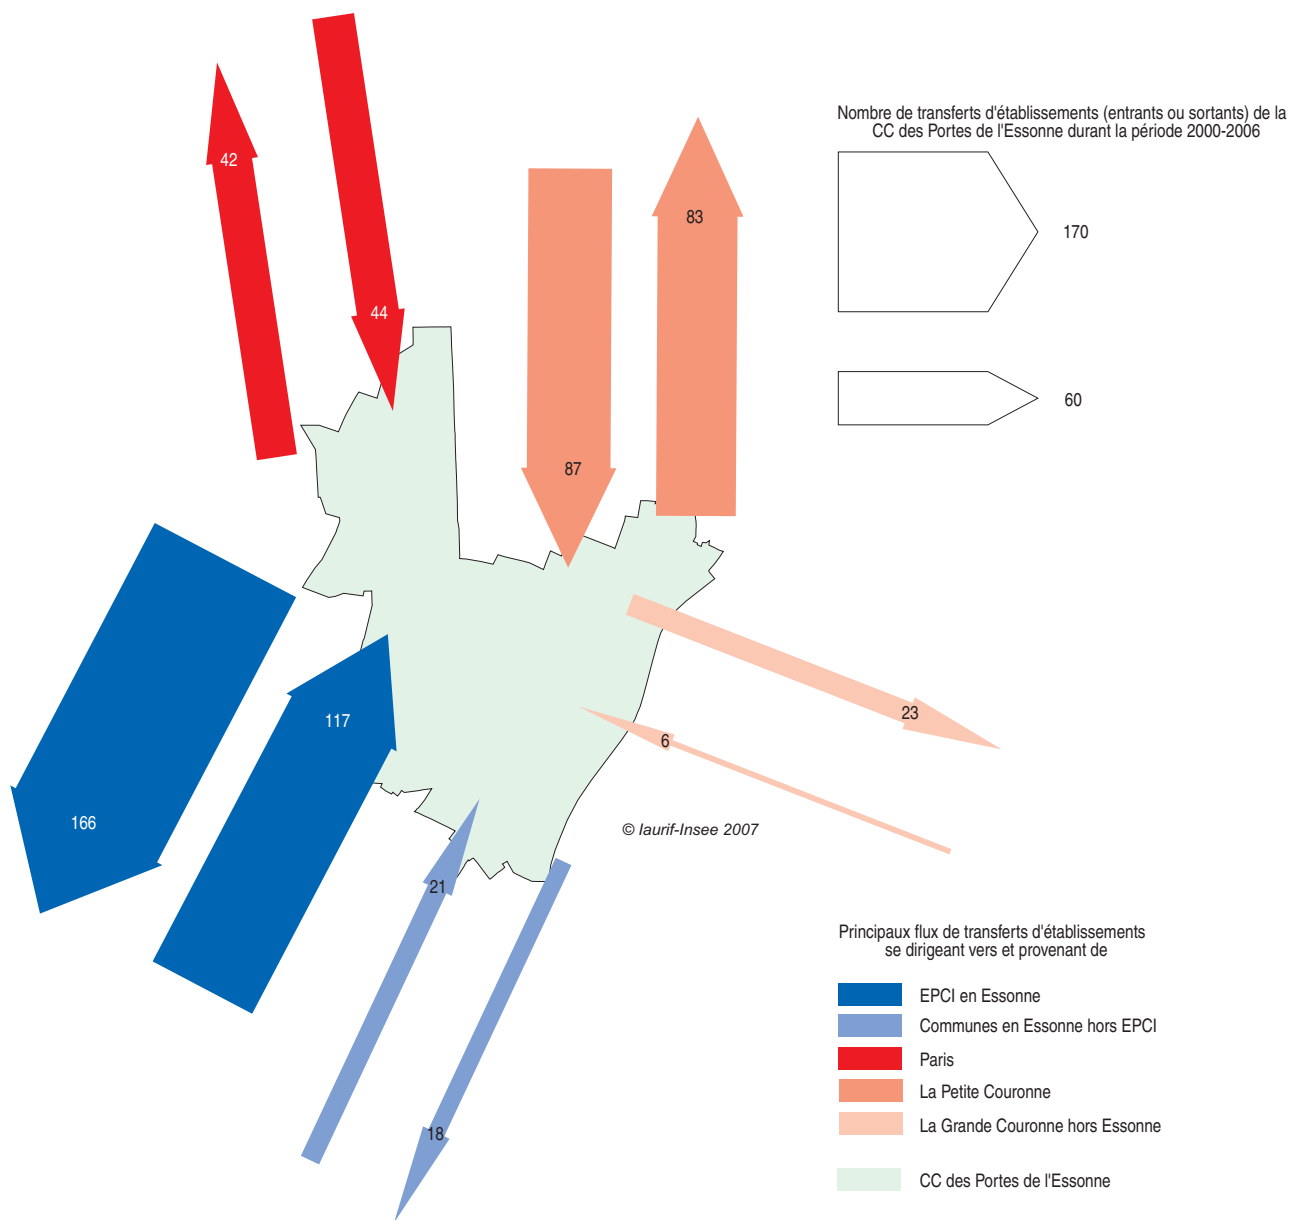 42
44
87
83
Nombre de transferts d'établissements (entrants ou sortants) de la
CC des Portes de l'Essonne durant la période 2000-2006
170
60
166
117
23
6
© Iaurif-Insee 2007
21
18
Principaux flux de transferts d'établissements
se dirigeant vers et provenant de
EPCI en Essonne
Communes en Essonne hors EPCI
Paris
La Petite Couronne
La Grande Couronne hors Essonne
CC des Portes de l'Essonne